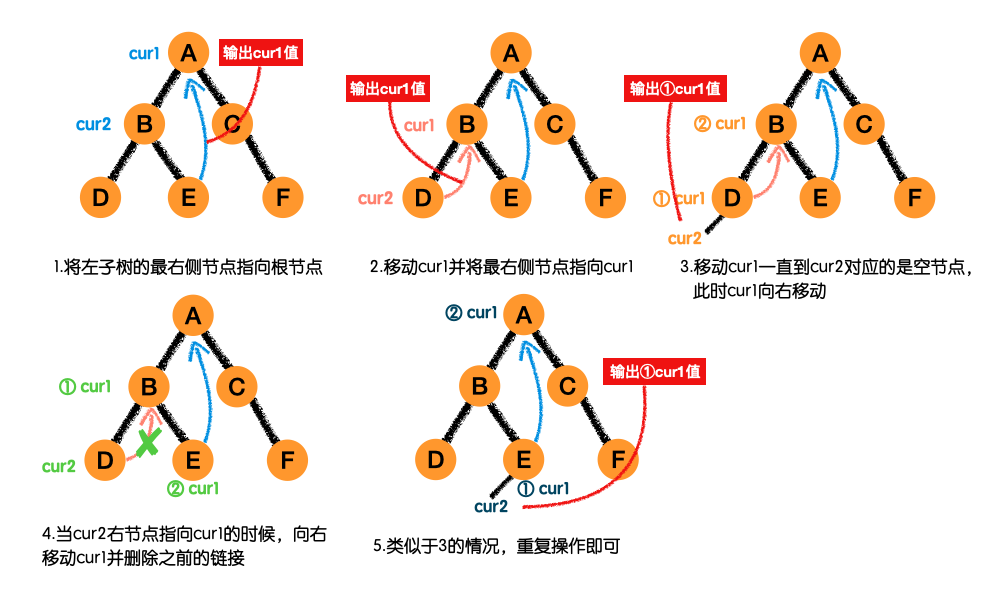 cur1
A
输出cur1值
cur2
B
C
D
E
F
1.将左子树的最右侧节点指向根节点
A
输出cur1值
cur1
B
C
cur2
D
E
F
2.移动cur1并将最右侧节点指向cur1
A
输出①cur1值
② cur1
B
C
① cur1
D
E
F
cur2
3.移动cur1一直到cur2对应的是空节点，
此时cur1向右移动
A
① cur1
B
C
cur2
D
E
F
② cur1
4.当cur2右节点指向cur1的时候，向右
移动cur1并删除之前的链接
② cur1
A
输出①cur1值
B
C
D
E
F
① cur1
cur2
5.类似于3的情况，重复操作即可